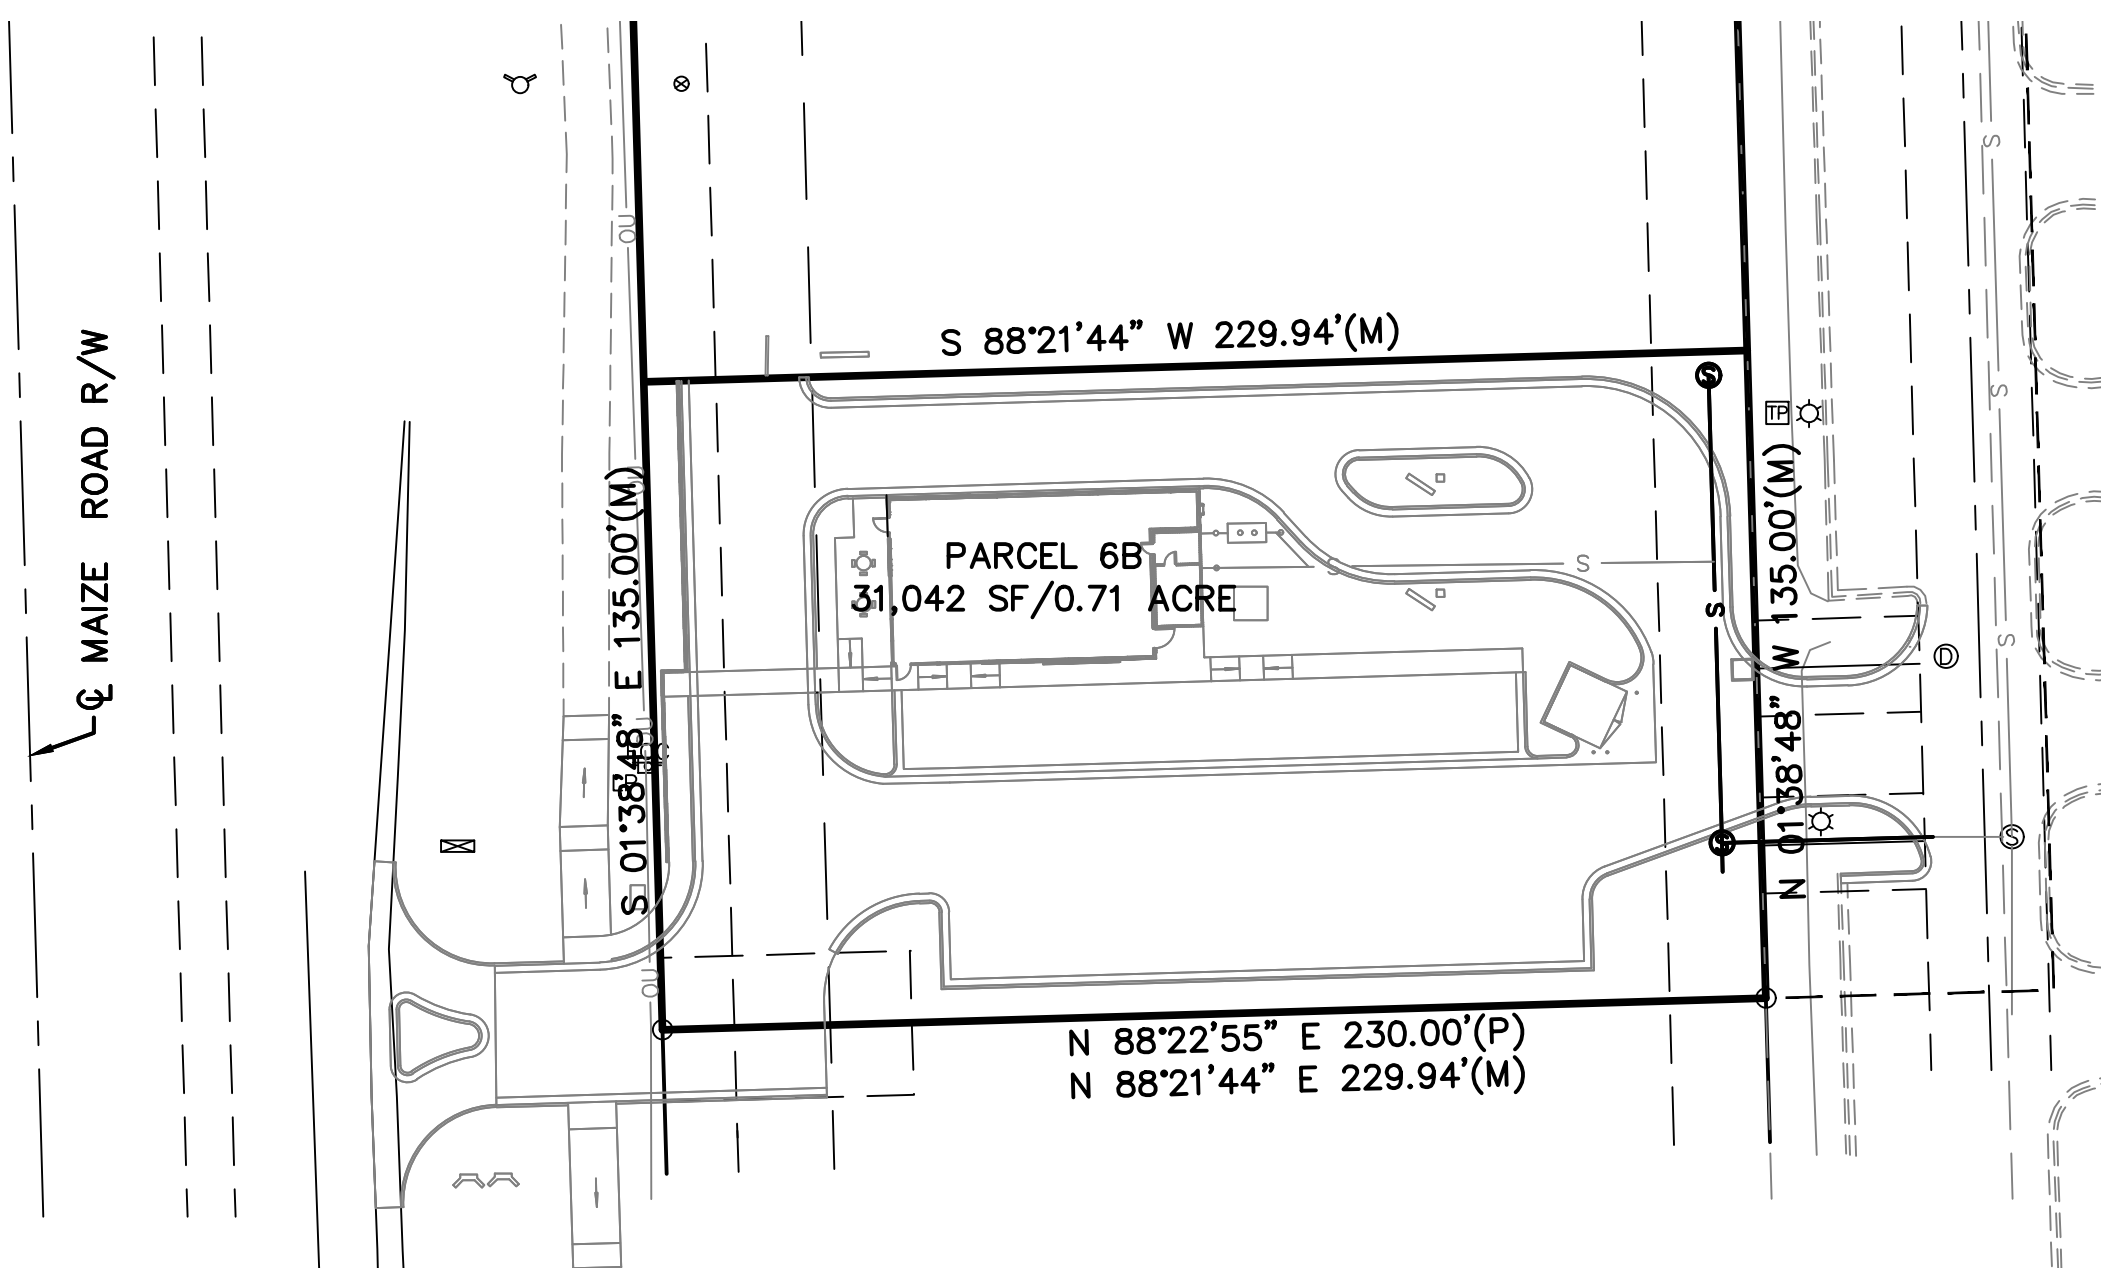 S 88°21'44" W 229.94'(M)
℄ MAIZE ROAD R/W
S 01°38'48" E 135.00'(M)
PARCEL 6B
31,042 SF/0.71 ACRE
N 01°38'48" W 135.00'(M)
N 88°22'55" E 230.00'(P)
N 88°21'44" E 229.94'(M)
OU
OU
OU
TP
D
S
S
S
S
S
S
S